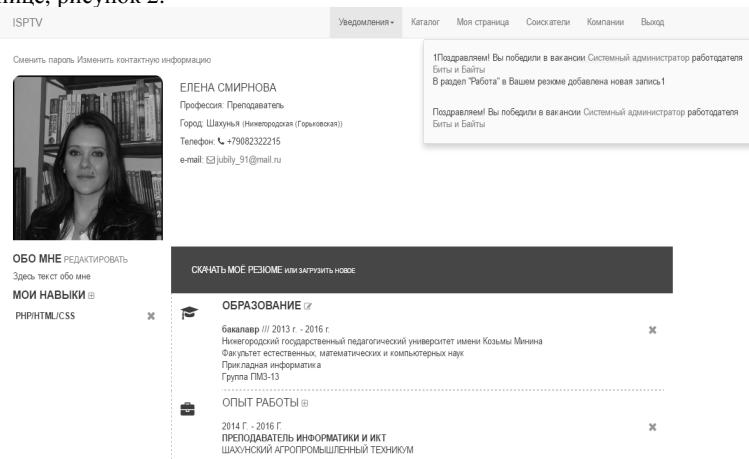 нице, рисунок 2.
ISPTV Уведомления Каталог Моя страница Соискатели Компании Выход
Сменить пароль Изменить контактную информацию
1Поздравляем! Вы победили в вакансии Системный администратор работодателя
Биты и Байты
В раздел "Работа" в Вашем резюме добавлена новая запись1
Поздравляем! Вы победили в вакансии Системный администратор работодателя
Биты и Байты
ЕЛЕНА СМИРНОВА
Профессия: Преподаватель
Город: Шахунья (Нижегородская (Горьковская))
Телефон: +79082322215
e-mail: jubily_91@mail.ru
ОБО МНЕ РЕДАКТИРОВАТЬ
Здесь текст обо мне
МОИ НАВЫКИ
PHP/HTML/CSS
СКАЧАТЬ МОЁ РЕЗЮМЕ ИЛИ ЗАГРУЗИТЬ НОВОЕ
ОБРАЗОВАНИЕ
бакалавр /// 2013 г. - 2016 г.
Нижегородский государственный педагогический университет имени Козьмы Минина
Факультет естественных, математических и компьютерных наук
Прикладная информатика
Группа ПМЗ-13
ОПЫТ РАБОТЫ
2014 Г. - 2016 Г.
ПРЕПОДАВАТЕЛЬ ИНФОРМАТИКИ И ИКТ
ШАХУНСКИЙ АГРОПРОМЫШЛЕННЫЙ ТЕХНИКУМ